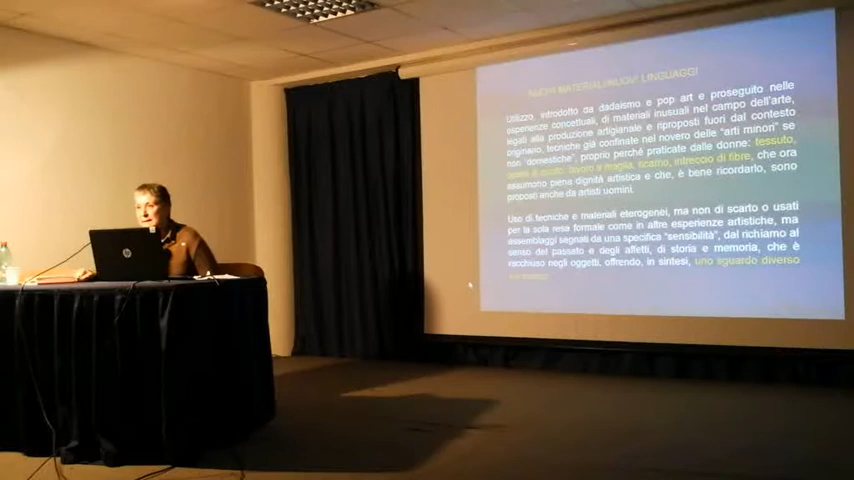 NUOVI MATERIALI/NUOVI LINGUAGGI
Utilizzo, introdotto da dadaismo e pop art e proseguito nelle
esperienze concettuali, di materiali inusuali nel campo dell'arte,
legati alla produzione artigianale e riproposti fuori dal contesto
originario, tecniche già confinate nel novero delle "arti minori" se
non "domestiche", proprio perché praticate dalle donne: tessuto,
lavoro a maglia, ricamo, intreccio di fibre, che ora
assumono piena dignità artistica e che, è bene ricordarlo, sono
proposti anche da artisti uomini.
Uso di tecniche e materiali eterogenei, ma non di scarto o usati
per la sola resa formale come in altre esperienze artistiche, ma
assemblaggi segnati da una specifica "sensibilità", dal richiamo al
senso del passato e degli affetti, di storia e memoria, che è
racchiuso negli oggetti, offrendo, in sintesi, uno sguardo diverso
hp